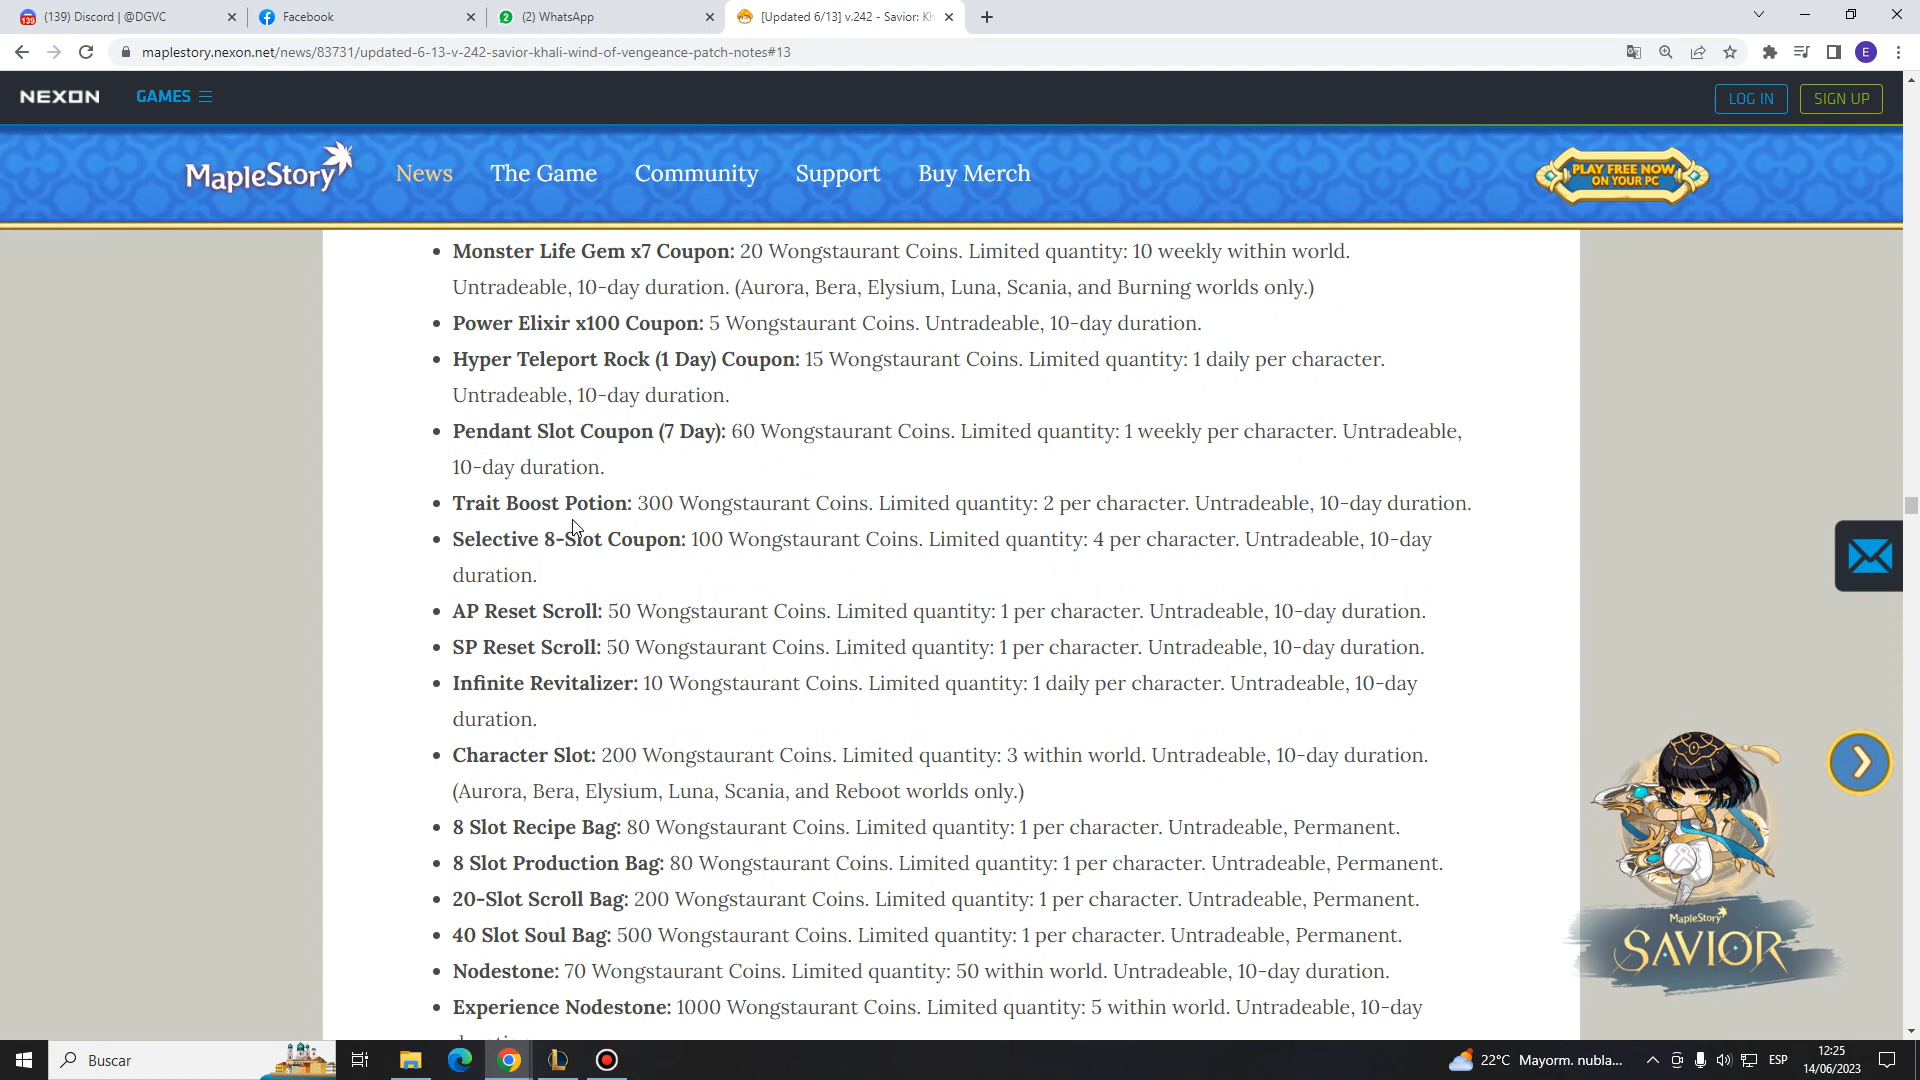 139
(139) Discord | @DGVC
Facebook
2
(2) WhatsApp
[Updated 6/13] v.242 - Savior: Kh
maplestory.nexon.net/news/83731/updated-6-13-v-242-savior-khali-wind-of-vengeance-patch-notes#13
E
NEXON
GAMES
LOG IN
SIGN UP
MapleStory
News
The Game
Community
Support
Buy Merch
PLAY FREE NOW
ON YOUR PC
• Monster Life Gem x7 Coupon: 20 Wongstaurant Coins. Limited quantity: 10 weekly within world.
Untradeable, 10-day duration. (Aurora, Bera, Elysium, Luna, Scania, and Burning worlds only.)
• Power Elixir x100 Coupon: 5 Wongstaurant Coins. Untradeable, 10-day duration.
• Hyper Teleport Rock (1 Day) Coupon: 15 Wongstaurant Coins. Limited quantity: 1 daily per character.
Untradeable, 10-day duration.
• Pendant Slot Coupon (7 Day): 60 Wongstaurant Coins. Limited quantity: 1 weekly per character. Untradeable,
10-day duration.
• Trait Boost Potion: 300 Wongstaurant Coins. Limited quantity: 2 per character. Untradeable, 10-day duration.
• Selective 8-Slot Coupon: 100 Wongstaurant Coins. Limited quantity: 4 per character. Untradeable, 10-day
duration.
• AP Reset Scroll: 50 Wongstaurant Coins. Limited quantity: 1 per character. Untradeable, 10-day duration.
• SP Reset Scroll: 50 Wongstaurant Coins. Limited quantity: 1 per character. Untradeable, 10-day duration.
• Infinite Revitalizer: 10 Wongstaurant Coins. Limited quantity: 1 daily per character. Untradeable, 10-day
duration.
• Character Slot: 200 Wongstaurant Coins. Limited quantity: 3 within world. Untradeable, 10-day duration.
(Aurora, Bera, Elysium, Luna, Scania, and Reboot worlds only.)
• 8 Slot Recipe Bag: 80 Wongstaurant Coins. Limited quantity: 1 per character. Untradeable, Permanent.
• 8 Slot Production Bag: 80 Wongstaurant Coins. Limited quantity: 1 per character. Untradeable, Permanent.
• 20-Slot Scroll Bag: 200 Wongstaurant Coins. Limited quantity: 1 per character. Untradeable, Permanent.
• 40 Slot Soul Bag: 500 Wongstaurant Coins. Limited quantity: 1 per character. Untradeable, Permanent.
• Nodestone: 70 Wongstaurant Coins. Limited quantity: 50 within world. Untradeable, 10-day duration.
• Experience Nodestone: 1000 Wongstaurant Coins. Limited quantity: 5 within world. Untradeable, 10-day
MapleStory
SAVIOR
Buscar
22°C Mayorm. nubla...
ESP
12:25
14/06/2023